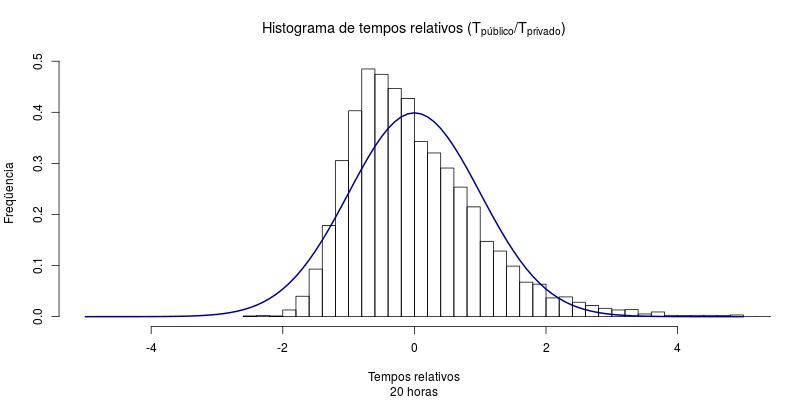 Histograma de tempos relativos (Tpúblico/Tprivado)
Freqüencia
0.5
0.4
0.3
0.2
0.1
0.0
-4 -2 0 2 4
Tempos relativos
20 horas